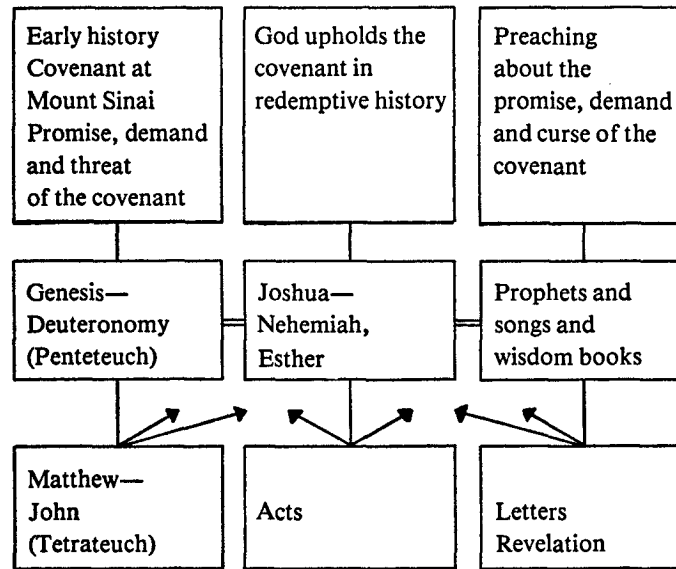 Early history
Covenant at
Mount Sinai
Promise, demand
and threat
of the covenant
God upholds the
covenant in
redemptive history
Preaching
about the
promise, demand
and curse of the
covenant
Genesis—
Deuteronomy
(Penteteuch)
Joshua—
Nehemiah,
Esther
Prophets and
songs and
wisdom books
Matthew—
John
(Tetrateuch)
Acts
Letters
Revelation